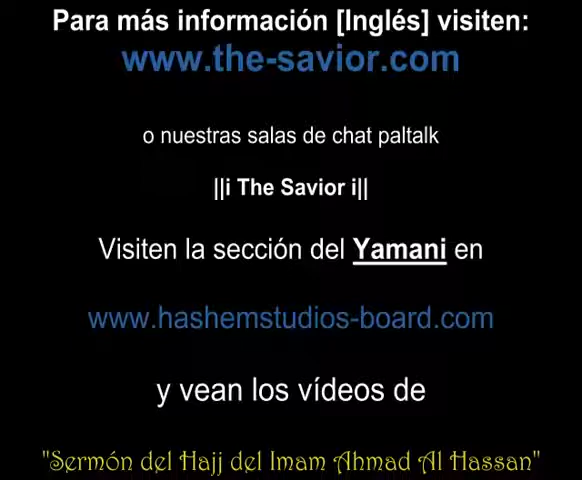 Para más información [Inglés] visiten:
www.the-savior.com
o nuestras salas de chat paltalk
||i The Savior i||
Visiten la sección del Yamani en
www.hashemstudios-board.com
y vean los vídeos de
"Sermón del Hajj del Imam Ahmad Al Hassan"